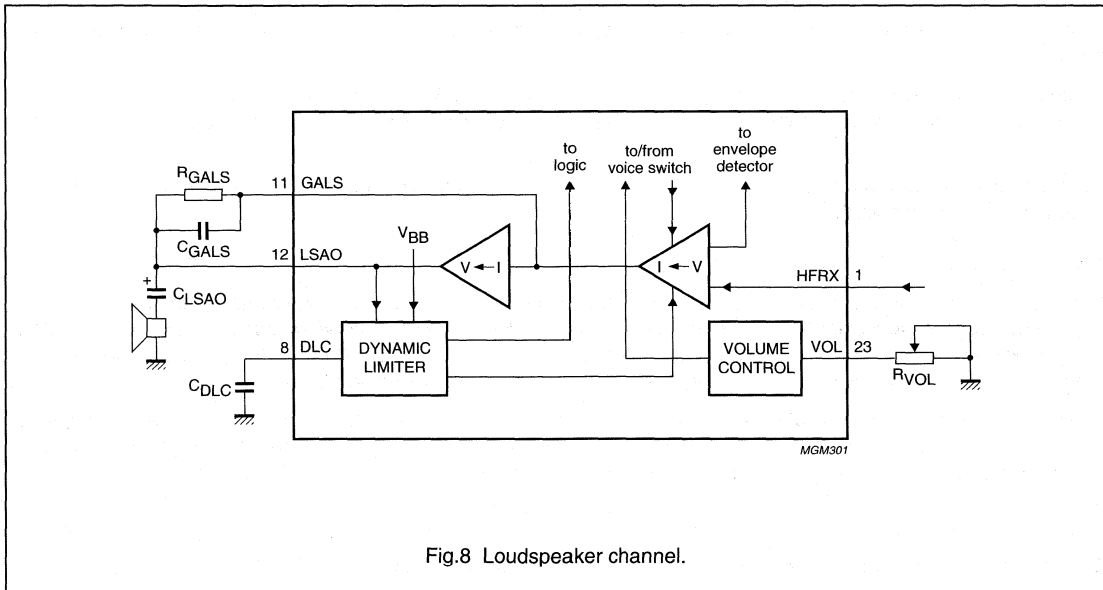 to
logic
to/from
voice switch
to
envelope
detector
RGALS
11 GALS
CGALS
VBB
12 LSAO
V I
I V
HFRX 1
+
CLSAO
8 DLC
DYNAMIC
LIMITER
VOLUME
CONTROL
VOL 23
RVOL
CDLC
MGM301
Fig.8 Loudspeaker channel.